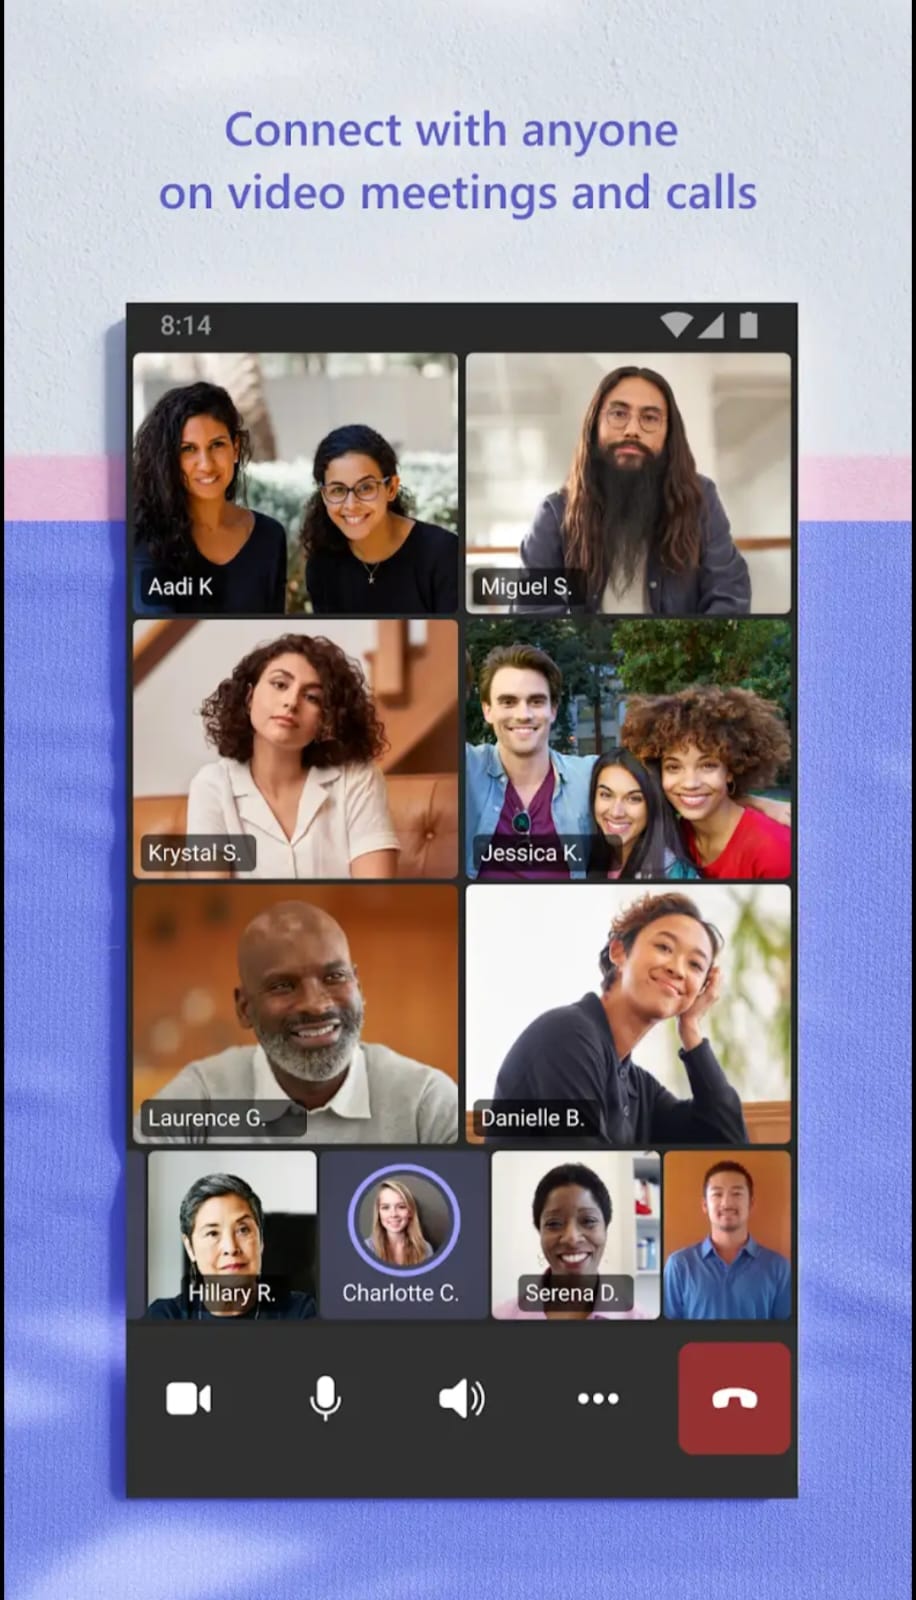 Connect with anyone
on video meetings and calls
8:14
Aadi K
Miguel S.
Krystal S.
Jessica K.
Laurence G.
Danielle B.
Hillary R.
Charlotte C.
Serena D.